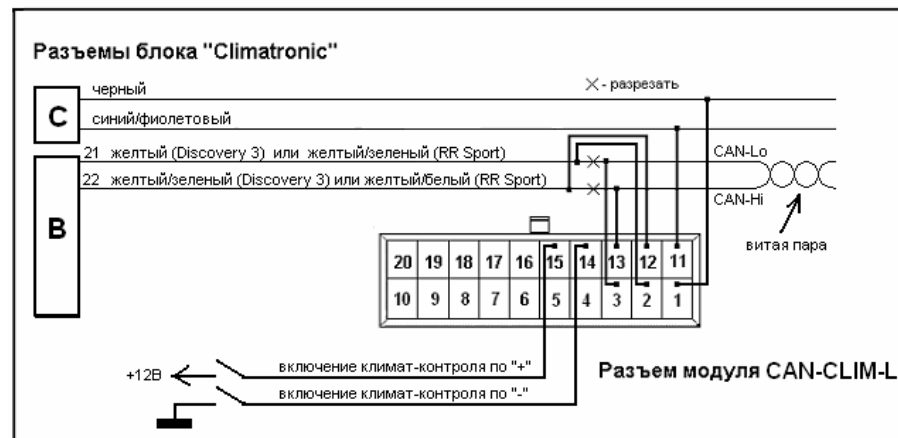 Разъемы блока "Climatronic"
черный
✕ - разрезать
C
синий/фиолетовый
21 желтый (Discovery 3) или желтый/зеленый (RR Sport)
CAN-Lo
22 желтый/зеленый (Discovery 3) или желтый/белый (RR Sport)
CAN-Hi
B
витая пара
20 19 18 17 16 15 14 13 12 11
10 9 8 7 6 5 4 3 2 1
включение климат-контроля по "+"
+12В
Разъем модуля CAN-CLIM-L
включение климат-контроля по "-"